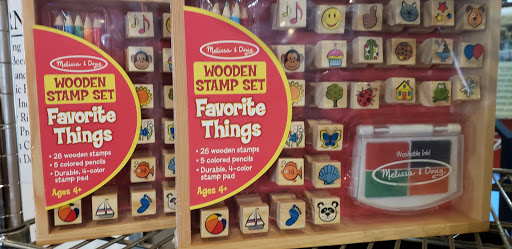 Melissa & Doug
WOODEN
STAMP SET
Favorite
Things
• 26 wooden stamps
• 5 colored pencils
• Durable, 4-color
stamp pad
Ages 4+
Melissa & Doug
WOODEN
STAMP SET
Favorite
Things
• 26 wooden stamps
• 5 colored pencils
• Durable, 4-color
stamp pad
Ages 4+
Washable Ink!
Melissa & Doug